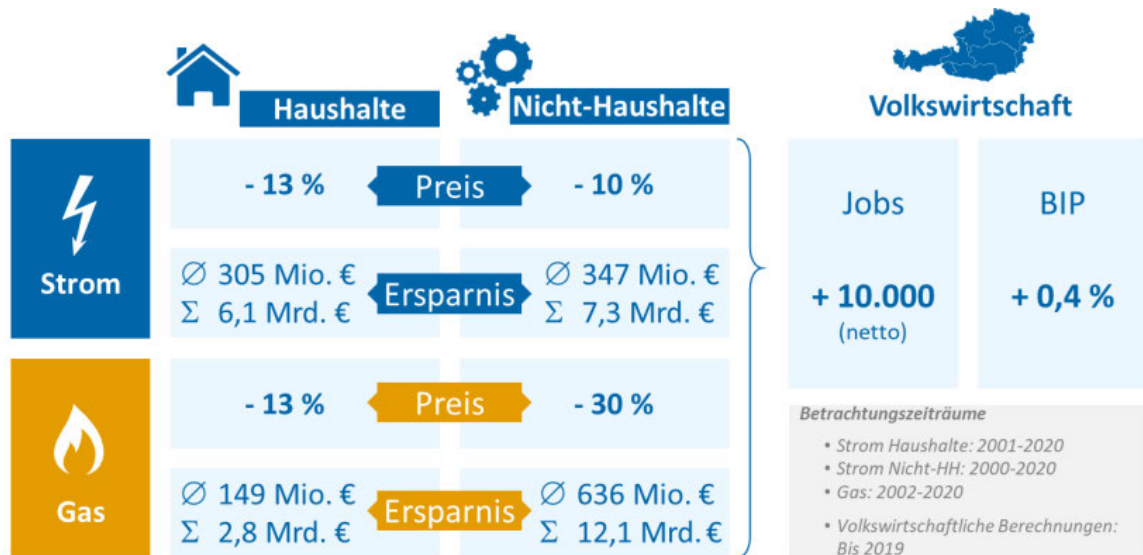 Haushalte
Nicht-Haushalte
Volkswirtschaft
Strom
- 13 %
Preis
- 10 %
∅ 305 Mio. €
Σ 6,1 Mrd. €
Ersparnis
∅ 347 Mio. €
Σ 7,3 Mrd. €
Gas
- 13 %
Preis
- 30 %
∅ 149 Mio. €
Σ 2,8 Mrd. €
Ersparnis
∅ 636 Mio. €
Σ 12,1 Mrd. €
Jobs
+ 10.000
(netto)
BIP
+ 0,4 %
Betrachtungszeiträume
• Strom Haushalte: 2001-2020
• Strom Nicht-HH: 2000-2020
• Gas: 2002-2020
• Volkswirtschaftliche Berechnungen:
Bis 2019